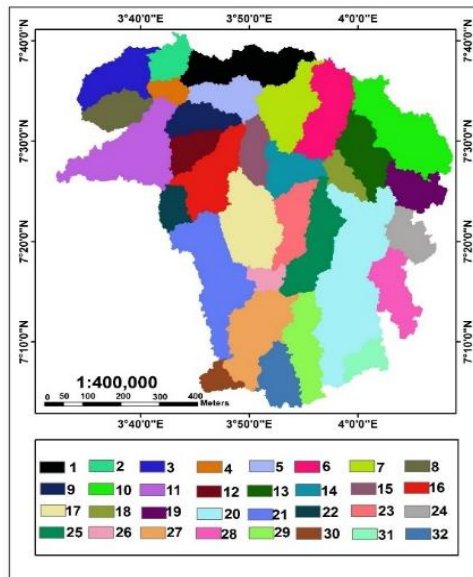 3°40'0"E 3°50'0"E 4°00'0"E
7°40'0"N 7°40'0"N
7°30'0"N 7°30'0"N
7°20'0"N 7°20'0"N
7°10'0"N 7°10'0"N
1:400,000
0 50 100 200 300 400
Meters
3°40'0"E 3°50'0"E 4°00'0"E
1 2 3 4 5 6 7 8
9 10 11 12 13 14 15 16
17 18 19 20 21 22 23 24
25 26 27 28 29 30 31 32